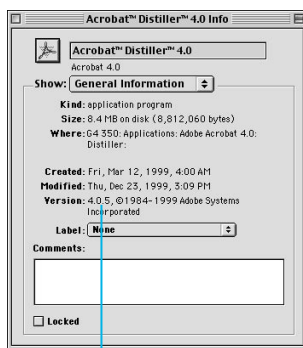 Acrobat™ Distiller™ 4.0 Info
Acrobat™ Distiller™ 4.0
Acrobat 4.0
Show: General Information
Kind: application program
Size: 8.4 MB on disk (8,812,060 bytes)
Where: G4 350: Applications: Adobe Acrobat 4.0:
Distiller:
Created: Fri, Mar 12, 1999, 4:00 AM
Modified: Thu, Dec 23, 1999, 3:09 PM
Version: 4.0.5, ©1984-1999 Adobe Systems
Incorporated
Label: None
Comments:
Locked